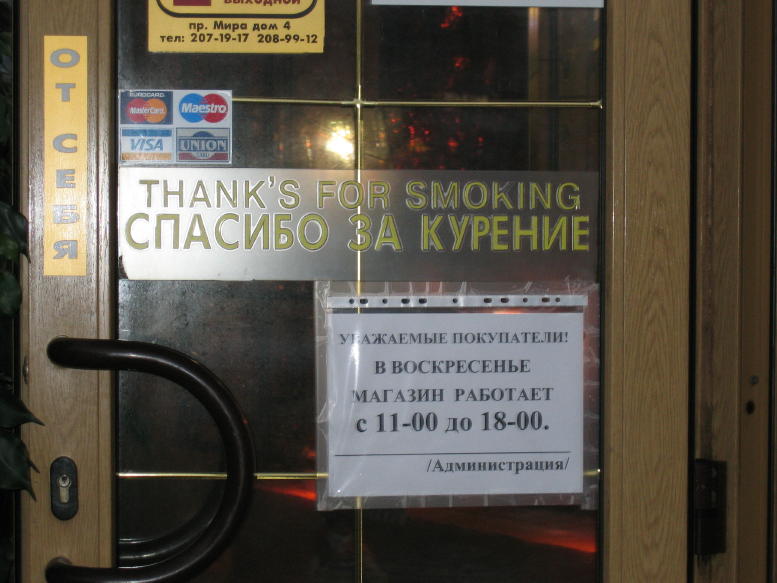 ВЫХОДНОЙ
пр. Мира дом 4
тел: 207-19-17 208-99-12
ОТ СЕБЯ
EUROCARD
MasterCard
Maestro
VISA
UNION
CARD
THANK'S FOR SMOKING
СПАСИБО ЗА КУРЕНИЕ
УВАЖАЕМЫЕ ПОКУПАТЕЛИ!
В ВОСКРЕСЕНЬЕ
МАГАЗИН РАБОТАЕТ
с 11-00 до 18-00.
/Администрация/